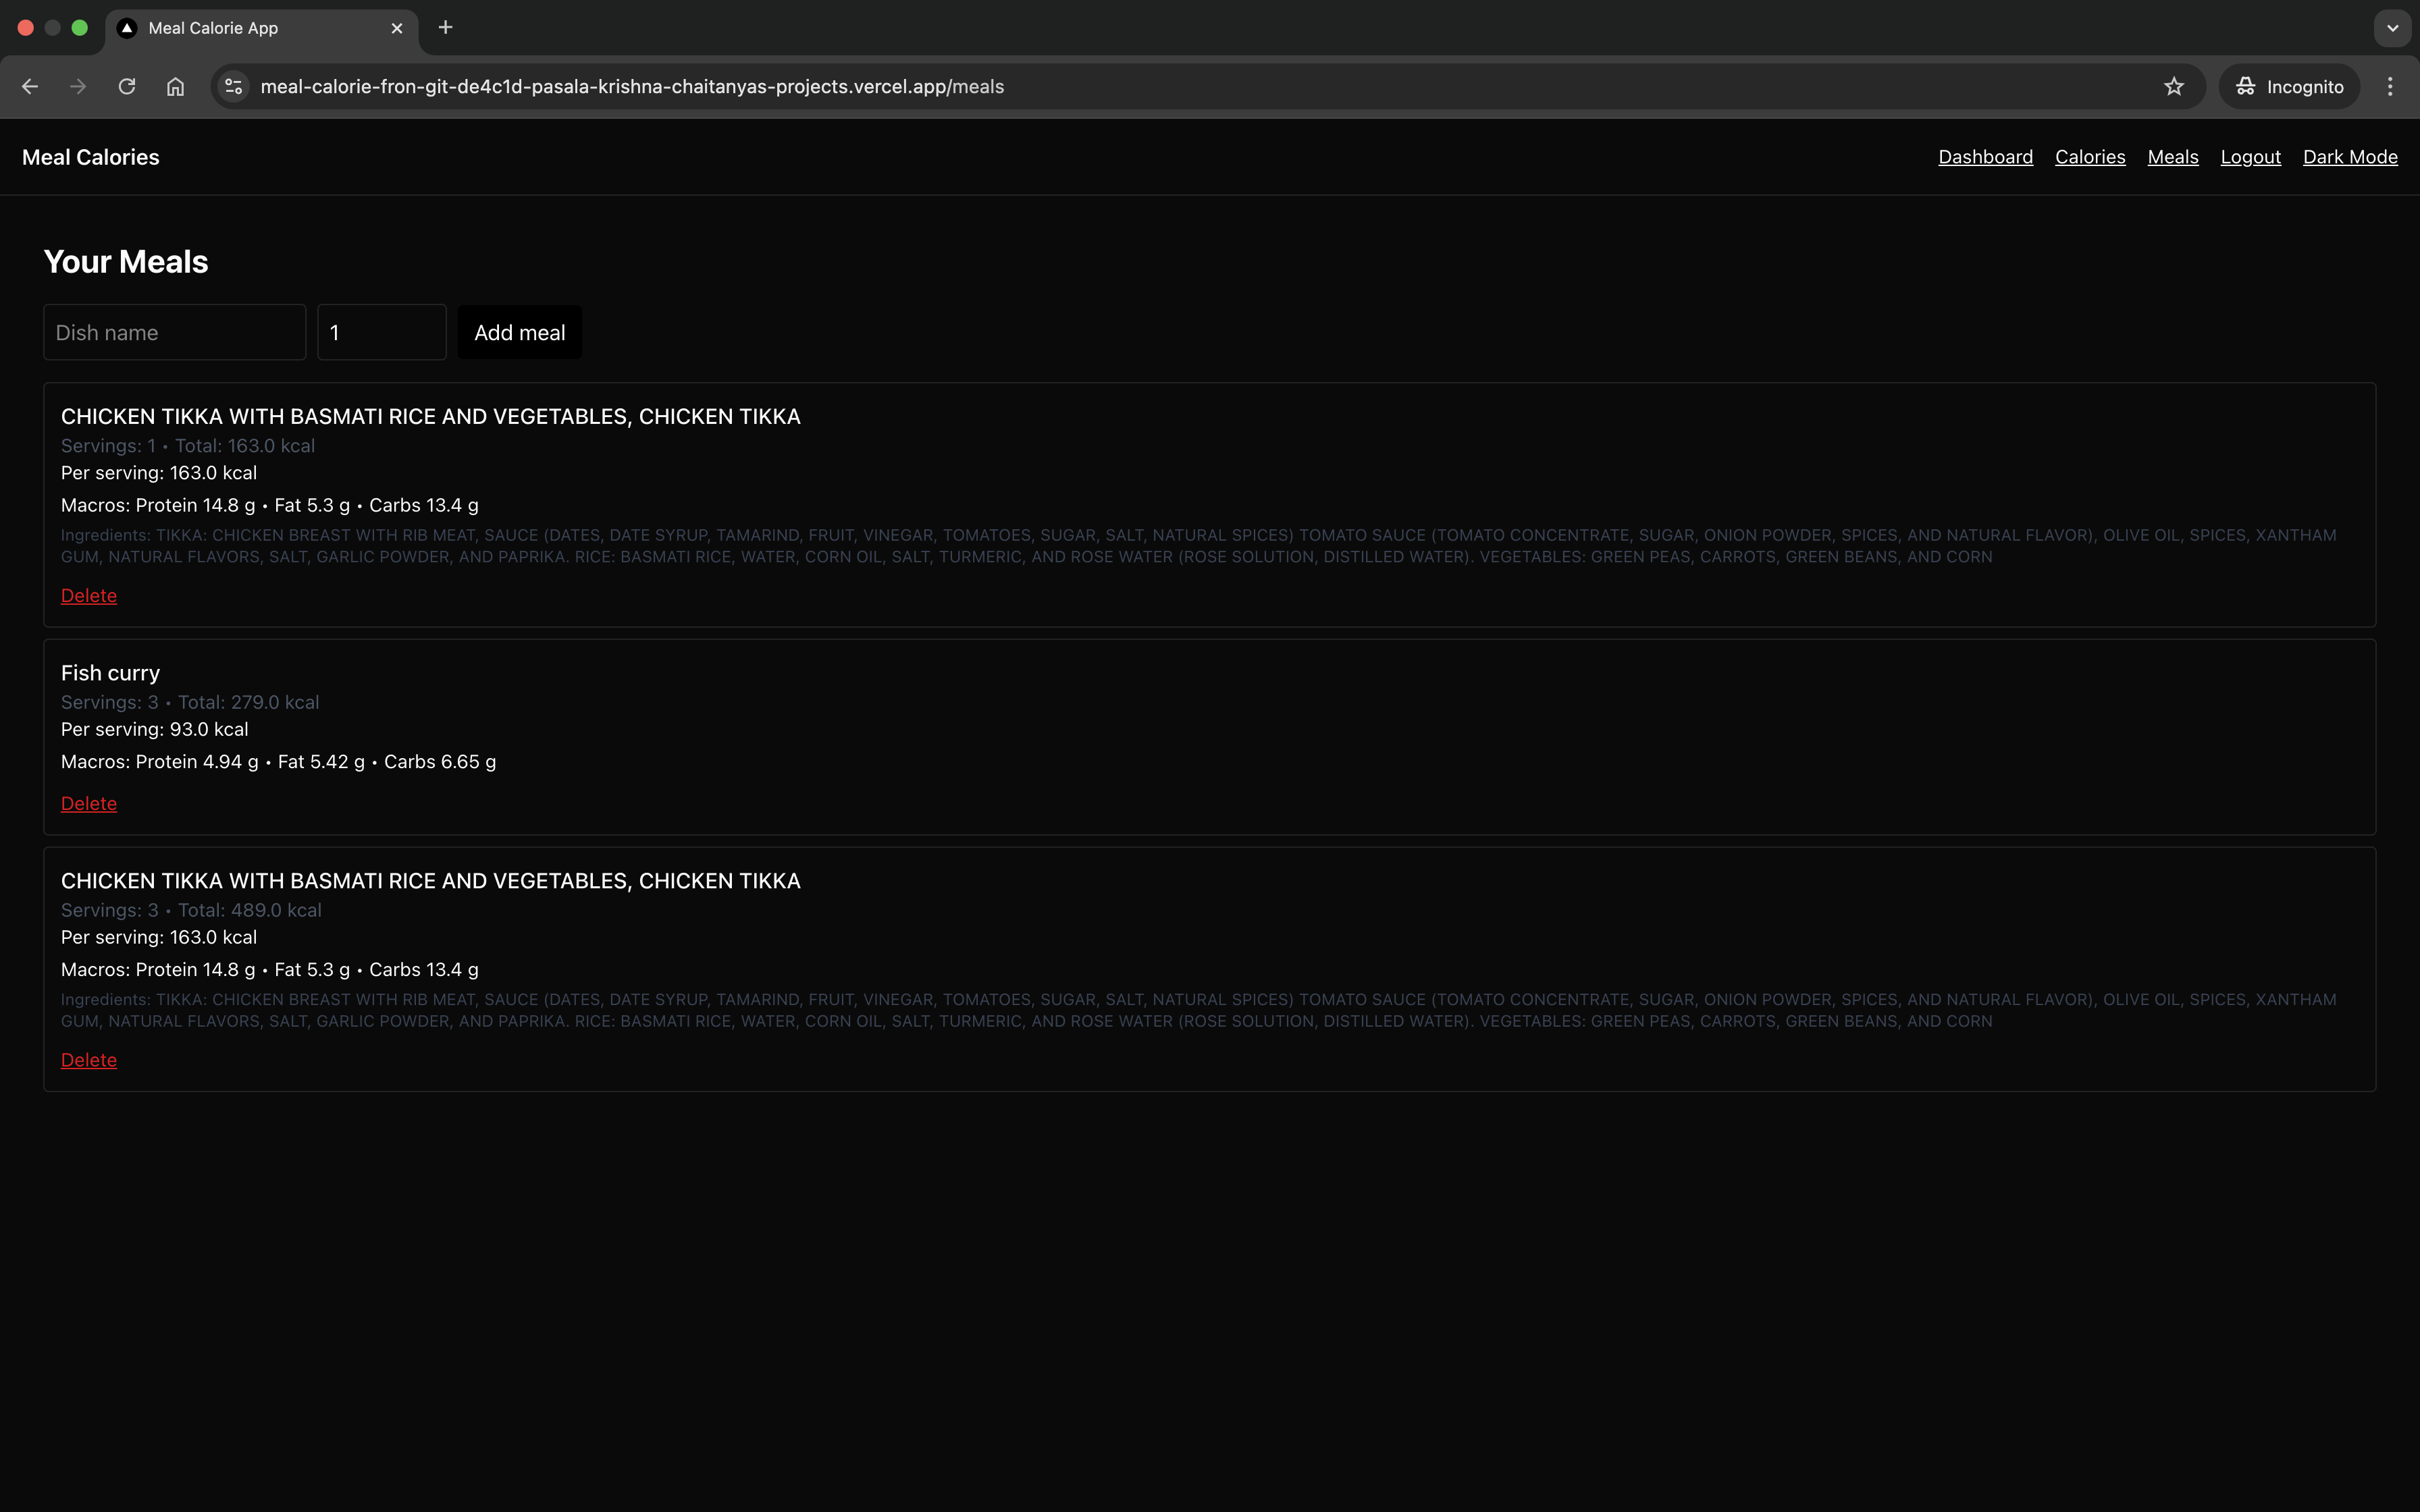 Meal Calorie App
meal-calorie-fron-git-de4c1d-pasala-krishna-chaitanyas-projects.vercel.app/meals
Incognito
Meal Calories
Dashboard Calories Meals Logout Dark Mode
Your Meals
Dish name 1 Add meal
CHICKEN TIKKA WITH BASMATI RICE AND VEGETABLES, CHICKEN TIKKA
Servings: 1 • Total: 163.0 kcal
Per serving: 163.0 kcal
Macros: Protein 14.8 g • Fat 5.3 g • Carbs 13.4 g
Ingredients: TIKKA: CHICKEN BREAST WITH RIB MEAT, SAUCE (DATES, DATE SYRUP, TAMARIND, FRUIT, VINEGAR, TOMATOES, SUGAR, SALT, NATURAL SPICES) TOMATO SAUCE (TOMATO CONCENTRATE, SUGAR, ONION POWDER, SPICES, AND NATURAL FLAVOR), OLIVE OIL, SPICES, XANTHAM
GUM, NATURAL FLAVORS, SALT, GARLIC POWDER, AND PAPRIKA. RICE: BASMATI RICE, WATER, CORN OIL, SALT, TURMERIC, AND ROSE WATER (ROSE SOLUTION, DISTILLED WATER). VEGETABLES: GREEN PEAS, CARROTS, GREEN BEANS, AND CORN
Delete
Fish curry
Servings: 3 • Total: 279.0 kcal
Per serving: 93.0 kcal
Macros: Protein 4.94 g • Fat 5.42 g • Carbs 6.65 g
Delete
CHICKEN TIKKA WITH BASMATI RICE AND VEGETABLES, CHICKEN TIKKA
Servings: 3 • Total: 489.0 kcal
Per serving: 163.0 kcal
Macros: Protein 14.8 g • Fat 5.3 g • Carbs 13.4 g
Ingredients: TIKKA: CHICKEN BREAST WITH RIB MEAT, SAUCE (DATES, DATE SYRUP, TAMARIND, FRUIT, VINEGAR, TOMATOES, SUGAR, SALT, NATURAL SPICES) TOMATO SAUCE (TOMATO CONCENTRATE, SUGAR, ONION POWDER, SPICES, AND NATURAL FLAVOR), OLIVE OIL, SPICES, XANTHAM
GUM, NATURAL FLAVORS, SALT, GARLIC POWDER, AND PAPRIKA. RICE: BASMATI RICE, WATER, CORN OIL, SALT, TURMERIC, AND ROSE WATER (ROSE SOLUTION, DISTILLED WATER). VEGETABLES: GREEN PEAS, CARROTS, GREEN BEANS, AND CORN
Delete